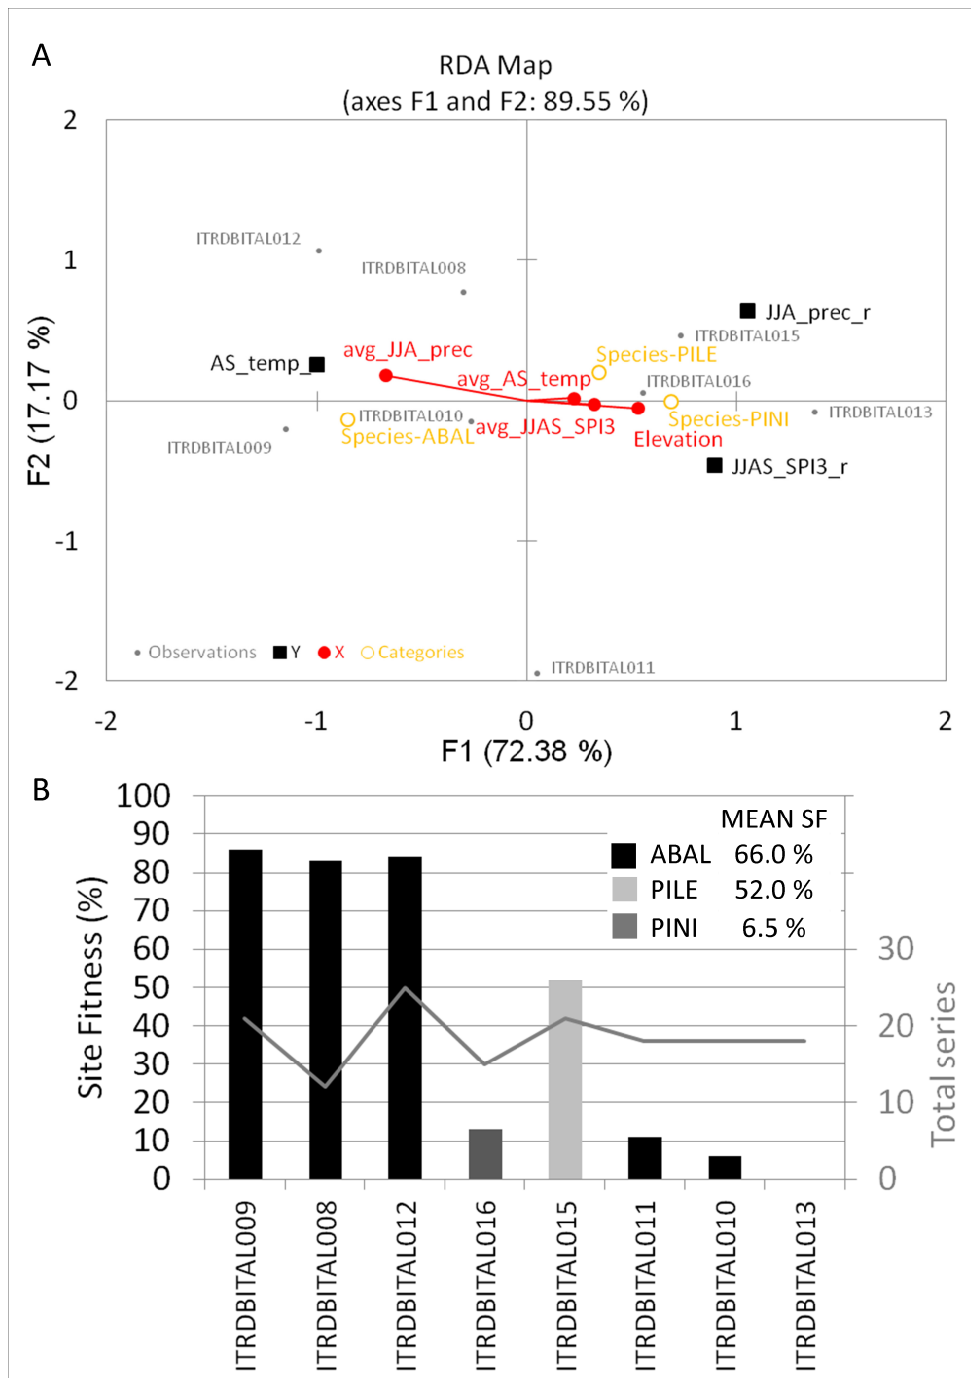 A
RDA Map
(axes F1 and F2: 89.55 %)
2
ITRDBITAL012
1
ITRDBITAL008
JJA_prec_r
ITRDBITAL015
avg_JJA_prec
Species-PILE
AS_temp_
avg_AS_temp
ITRDBITAL016
0
ITRDBITAL010
ITRDBITAL013
Species-PINI
avg_JJAS_SPI3
Species-ABAL
Elevation
ITRDBITAL009
JJAS_SPI3_r
F2 (17.17 %)
-1
Observations Y X Categories
ITRDBITAL011
-2
-2 -1 0 1 2
F1 (72.38 %)
B
100
90
80
70
60
50
40
30
20
10
0
Site Fitness (%)
MEAN SF
ABAL 66.0 %
PILE 52.0 %
PINI 6.5 %
30
20
10
0
Total series
ITRDBITAL009
ITRDBITAL008
ITRDBITAL012
ITRDBITAL016
ITRDBITAL015
ITRDBITAL011
ITRDBITAL010
ITRDBITAL013